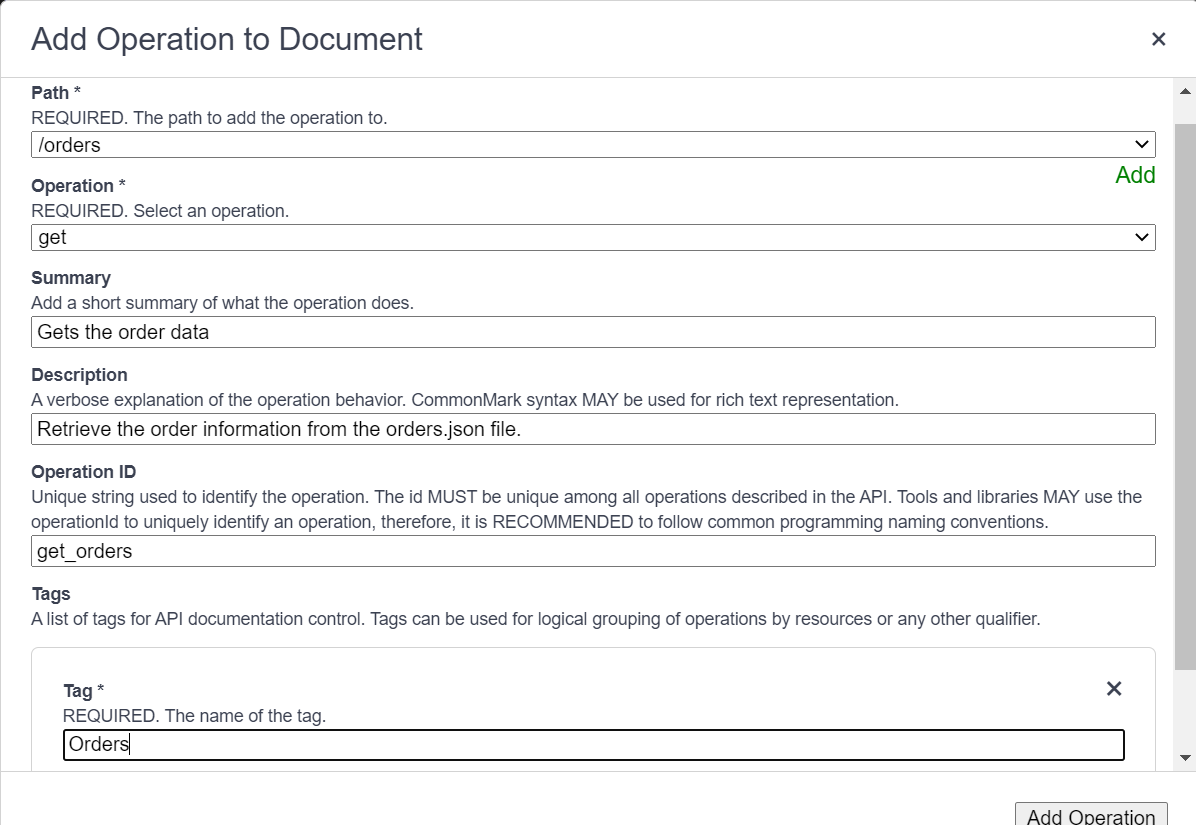 Add Operation to Document
×
Path *
REQUIRED. The path to add the operation to.
/orders
Add
Operation *
REQUIRED. Select an operation.
get
Summary
Add a short summary of what the operation does.
Gets the order data
Description
A verbose explanation of the operation behavior. CommonMark syntax MAY be used for rich text representation.
Retrieve the order information from the orders.json file.
Operation ID
Unique string used to identify the operation. The id MUST be unique among all operations described in the API. Tools and libraries MAY use the
operationId to uniquely identify an operation, therefore, it is RECOMMENDED to follow common programming naming conventions.
get_orders
Tags
A list of tags for API documentation control. Tags can be used for logical grouping of operations by resources or any other qualifier.
Tag *
REQUIRED. The name of the tag.
Orders
Add Operation